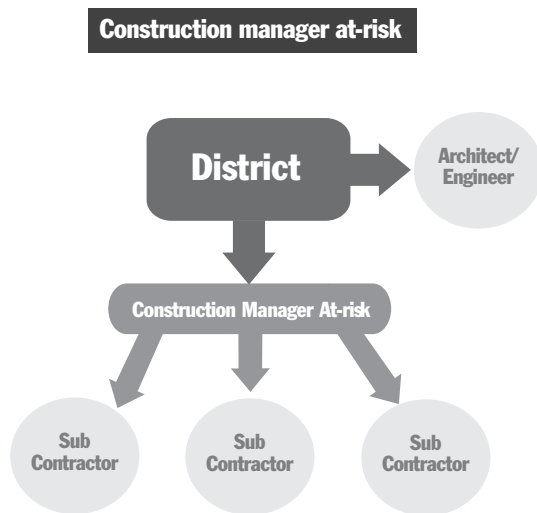 Construction manager at-risk
District
Architect/
Engineer
Construction Manager At-risk
Sub
Contractor
Sub
Contractor
Sub
Contractor